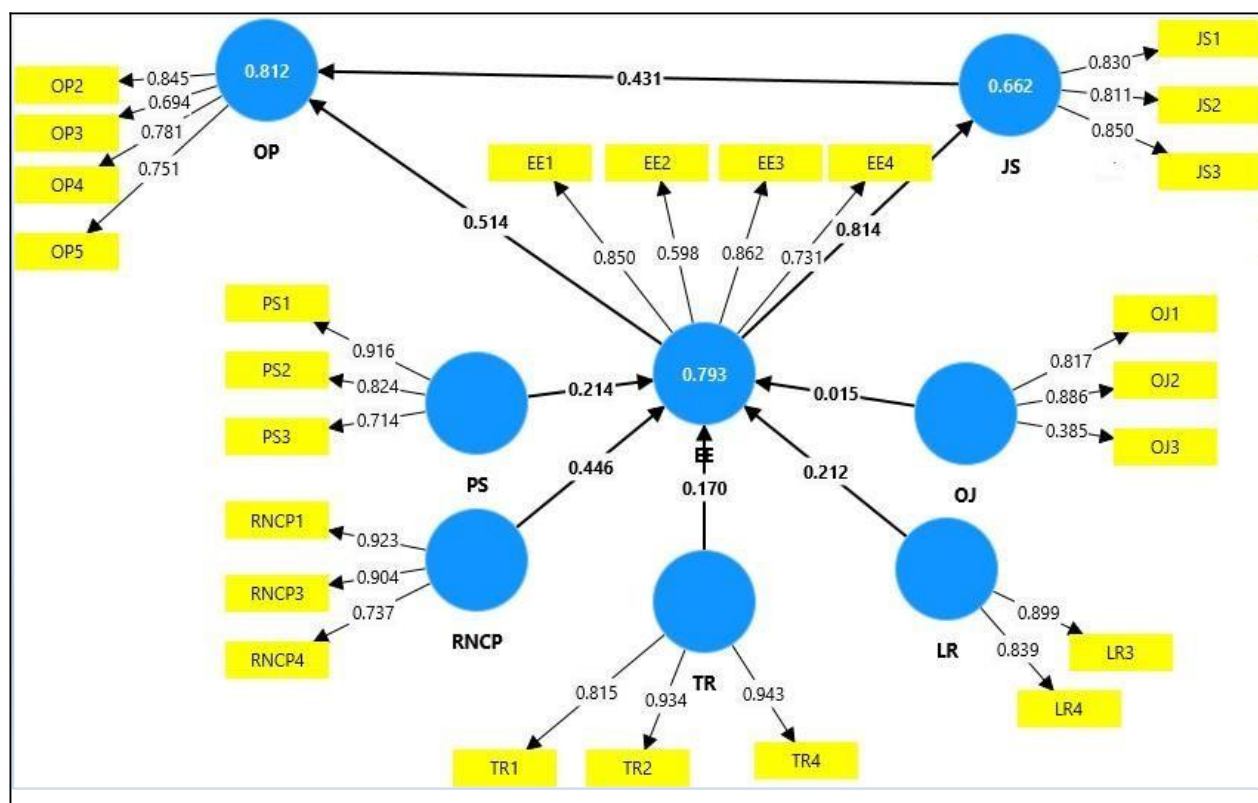 0.812
OP
OP2
OP3
OP4
OP5
0.845
0.694
0.781
0.751
0.431
0.662
JS
JS1
JS2
JS3
0.830
0.811
0.850
EE1
EE2
EE3
EE4
0.514
0.850
0.598
0.862
0.731
0.814
PS1
PS2
PS3
0.916
0.824
0.714
PS
0.214
0.793
EE
0.015
OJ
OJ1
OJ2
OJ3
0.817
0.886
0.385
0.446
0.170
0.212
RNCP1
RNCP3
RNCP4
0.923
0.904
0.737
RNCP
TR
0.815
0.934
0.943
TR1
TR2
TR4
LR
0.899
0.839
LR3
LR4